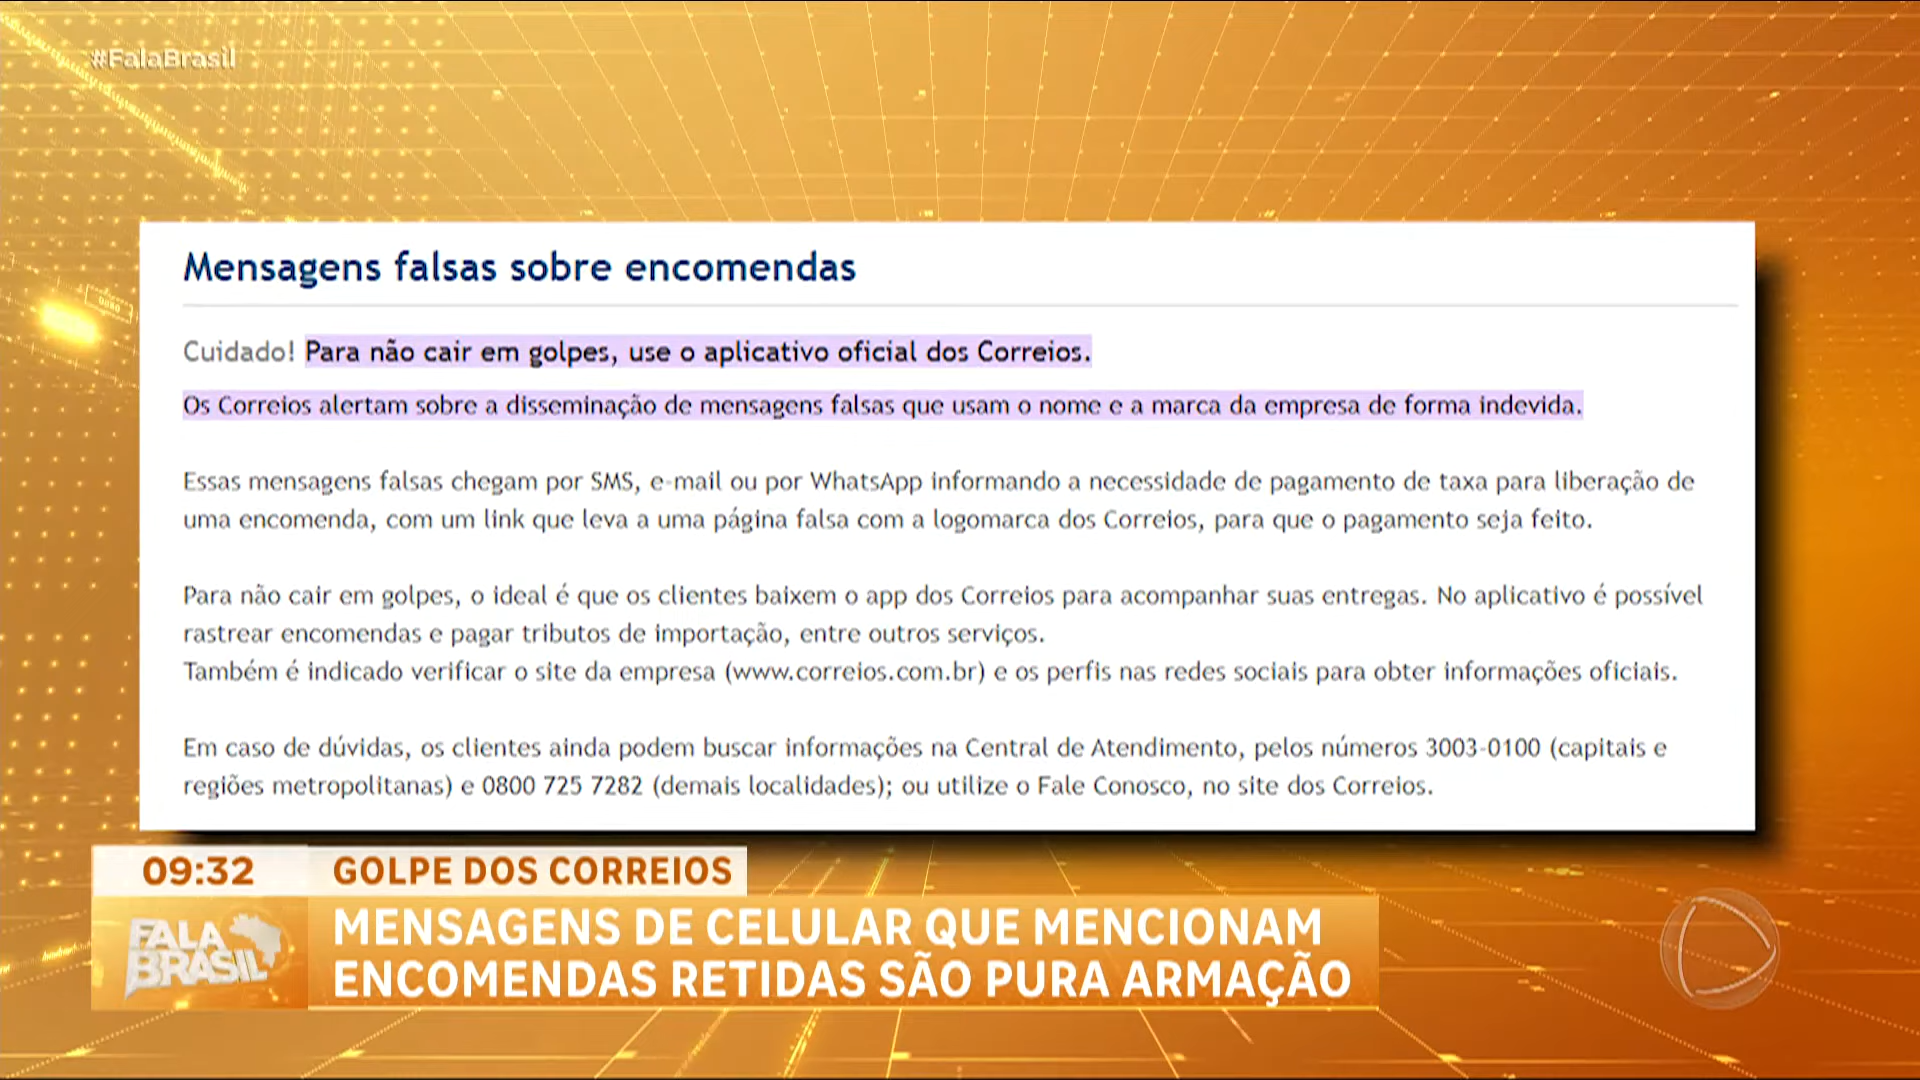 #FalaBrasil
Mensagens falsas sobre encomendas
Cuidado! Para não cair em golpes, use o aplicativo oficial dos Correios.
Os Correios alertam sobre a disseminação de mensagens falsas que usam o nome e a marca da empresa de forma indevida.
Essas mensagens falsas chegam por SMS, e-mail ou por WhatsApp informando a necessidade de pagamento de taxa para liberação de
uma encomenda, com um link que leva a uma página falsa com a logomarca dos Correios, para que o pagamento seja feito.
Para não cair em golpes, o ideal é que os clientes baixem o app dos Correios para acompanhar suas entregas. No aplicativo é possível
rastrear encomendas e pagar tributos de importação, entre outros serviços.
Também é indicado verificar o site da empresa (www.correios.com.br) e os perfis nas redes sociais para obter informações oficiais.
Em caso de dúvidas, os clientes ainda podem buscar informações na Central de Atendimento, pelos números 3003-0100 (capitais e
regiões metropolitanas) e 0800 725 7282 (demais localidades); ou utilize o Fale Conosco, no site dos Correios.
09:32
GOLPE DOS CORREIOS
FALA
BRASIL
MENSAGENS DE CELULAR QUE MENCIONAM
ENCOMENDAS RETIDAS SÃO PURA ARMAÇÃO